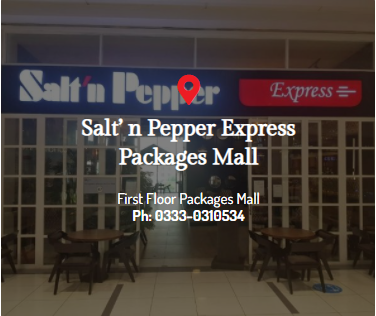 Salt'n Pepper Express
Salt' n Pepper Express
Packages Mall
First Floor Packages Mall
Ph: 0333-0310534